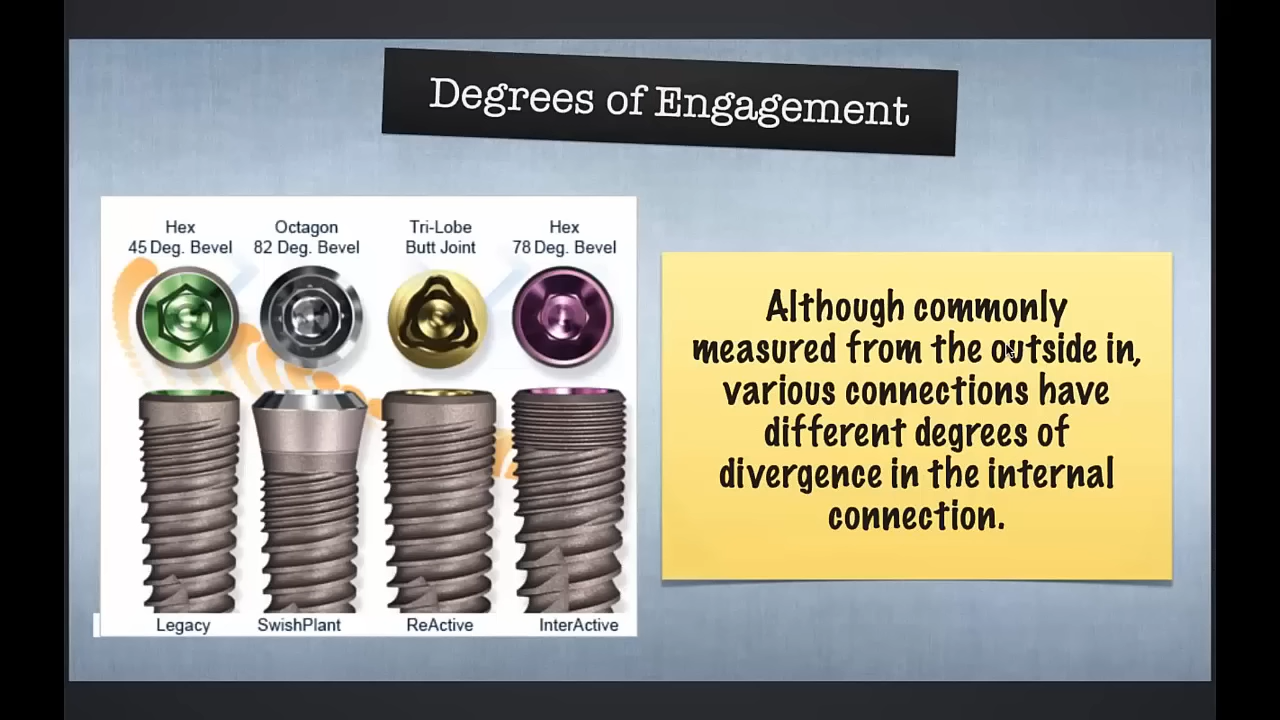 Degrees of Engagement
Hex
45 Deg. Bevel
Octagon
82 Deg. Bevel
Tri-Lobe
Butt Joint
Hex
78 Deg. Bevel
Legacy
SwishPlant
ReActive
InterActive
Although commonly
measured from the outside in,
various connections have
different degrees of
divergence in the internal
connection.